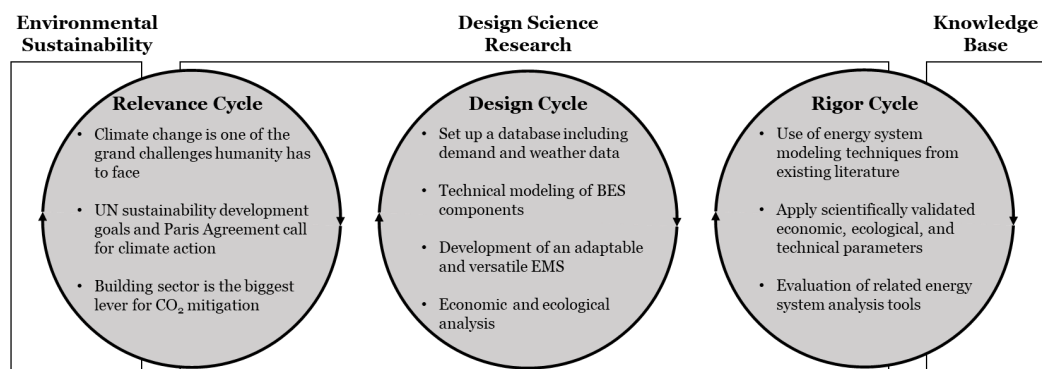 Environmental
Sustainability
Design Science
Research
Knowledge
Base
Relevance Cycle
• Climate change is one of the
grand challenges humanity has
to face
• UN sustainability development
goals and Paris Agreement call
for climate action
• Building sector is the biggest
lever for CO₂ mitigation
Design Cycle
• Set up a database including
demand and weather data
• Technical modeling of BES
components
• Development of an adaptable
and versatile EMS
• Economic and ecological
analysis
Rigor Cycle
• Use of energy system
modeling techniques from
existing literature
• Apply scientifically validated
economic, ecological, and
technical parameters
• Evaluation of related energy
system analysis tools